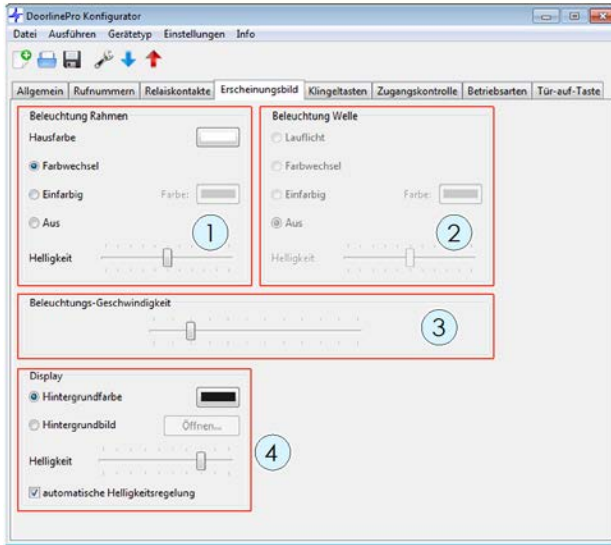 DoorlinePro Konfigurator
Datei Ausführen Gerätetyp Einstellungen Info
Allgemein Rufnummern Relaiskontakte Erscheinungsbild Klingeltasten Zugangskontrolle Betriebsarten Tür-auf-Taste
Beleuchtung Rahmen
Hausfarbe
Farbwechsel
Einfarbig Farbe:
Aus
1
Helligkeit
Beleuchtung Welle
Lauflicht
Farbwechsel
Einfarbig Farbe:
Aus
2
Helligkeit
Beleuchtungs-Geschwindigkeit
3
Display
Hintergrundfarbe
Hintergrundbild Öffnen...
4
Helligkeit
automatische Helligkeitsregelung